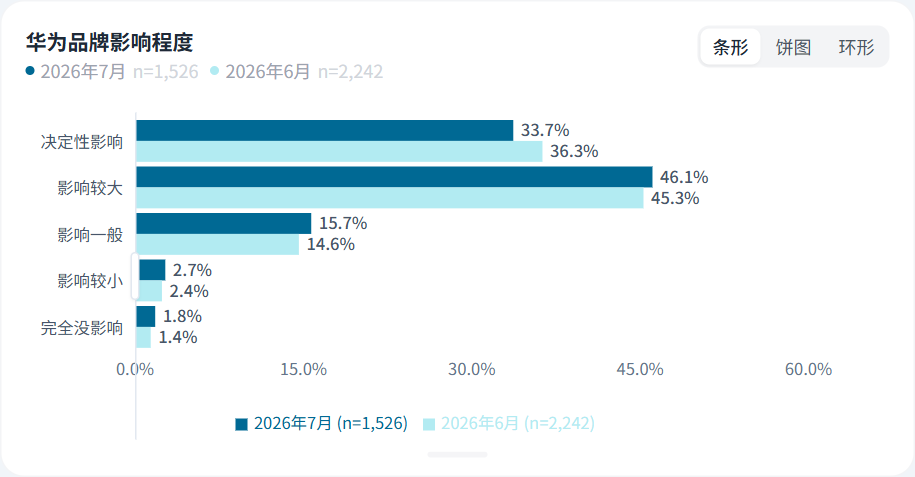 华为品牌影响程度
条形 饼图 环形
2026年7月 n=1,526 2026年6月 n=2,242
决定性影响 33.7%
36.3%
影响较大 46.1%
45.3%
影响一般 15.7%
14.6%
影响较小 2.7%
2.4%
完全没影响 1.8%
1.4%
0.0% 15.0% 30.0% 45.0% 60.0%
2026年7月 (n=1,526) 2026年6月 (n=2,242)